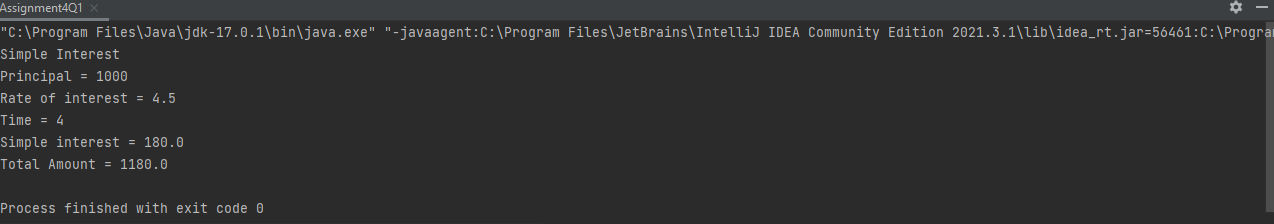 Assignment4Q1
"C:\Program Files\Java\jdk-17.0.1\bin\java.exe" "-javaagent:C:\Program Files\JetBrains\IntelliJ IDEA Community Edition 2021.3.1\lib\idea_rt.jar=56461:C:\Progra
Simple Interest
Principal = 1000
Rate of interest = 4.5
Time = 4
Simple interest = 180.0
Total Amount = 1180.0
Process finished with exit code 0